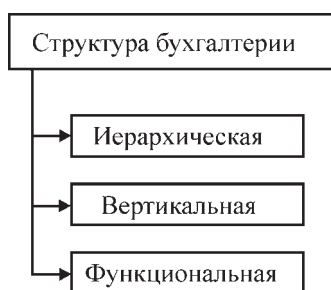 Структура бухгалтерии
Иерархическая
Вертикальная
Функциональная